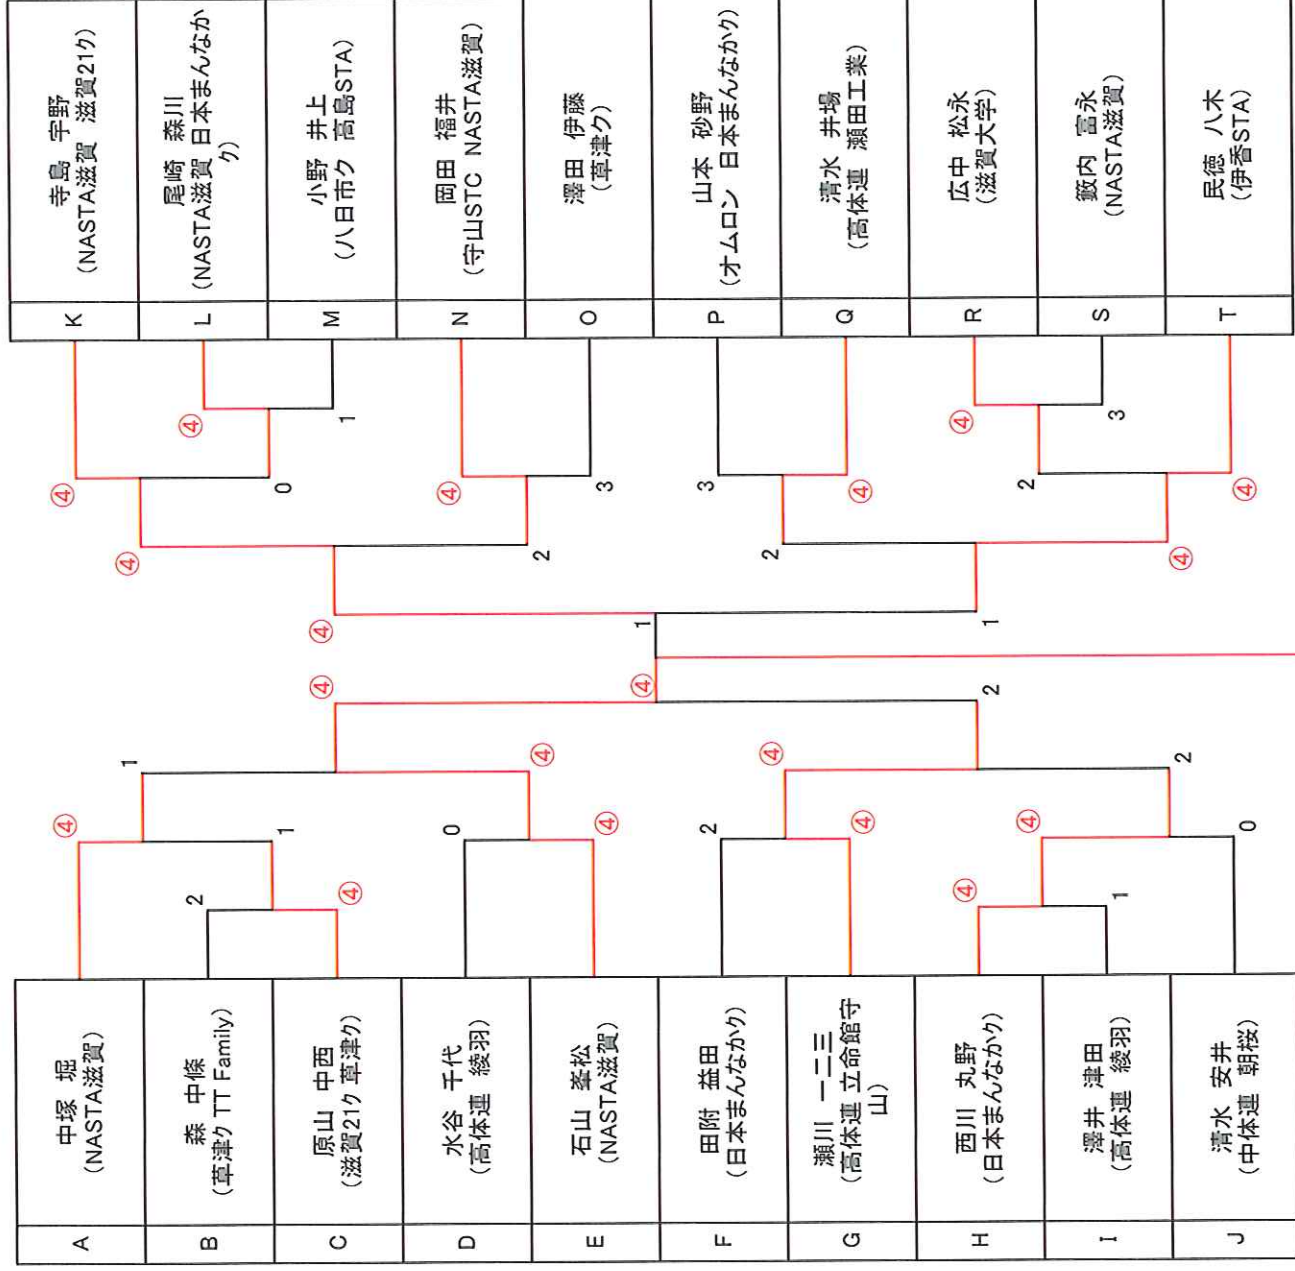 A
中塚 堀
(NASTA滋賀)
B
森 中條
(草津ク TT Family)
C
原山 中西
(滋賀21ク 草津ク)
D
水谷 千代
(高体連 綾羽)
E
石山 峯松
(NASTA滋賀)
F
田附 益田
(日本まんなかク)
G
瀬川 一二三
(高体連 立命館守
山)
H
西川 丸野
(日本まんなかク)
I
澤井 津田
(高体連 綾羽)
J
清水 安井
(中体連 朝桜)
④
2
④
1
1
0
④
④
④
2
④
④
④
1
④
0
2
2
④
1
④
④
2
④
1
0
④
④
3
3
④
2
④
④
3
2
④
④
1
K
寺島 宇野
(NASTA滋賀 滋賀21ク)
L
尾崎 森川
(NASTA滋賀 日本まんなか
ク)
M
小野 井上
(八日市ク 高島STA)
N
岡田 福井
(守山STC NASTA滋賀)
O
澤田 伊藤
(草津ク)
P
山本 砂野
(オムロン 日本まんなかク)
Q
清水 井場
(高体連 瀬田工業)
R
広中 松永
(滋賀大学)
S
籔内 冨永
(NASTA滋賀)
T
民徳 八木
(伊香STA)